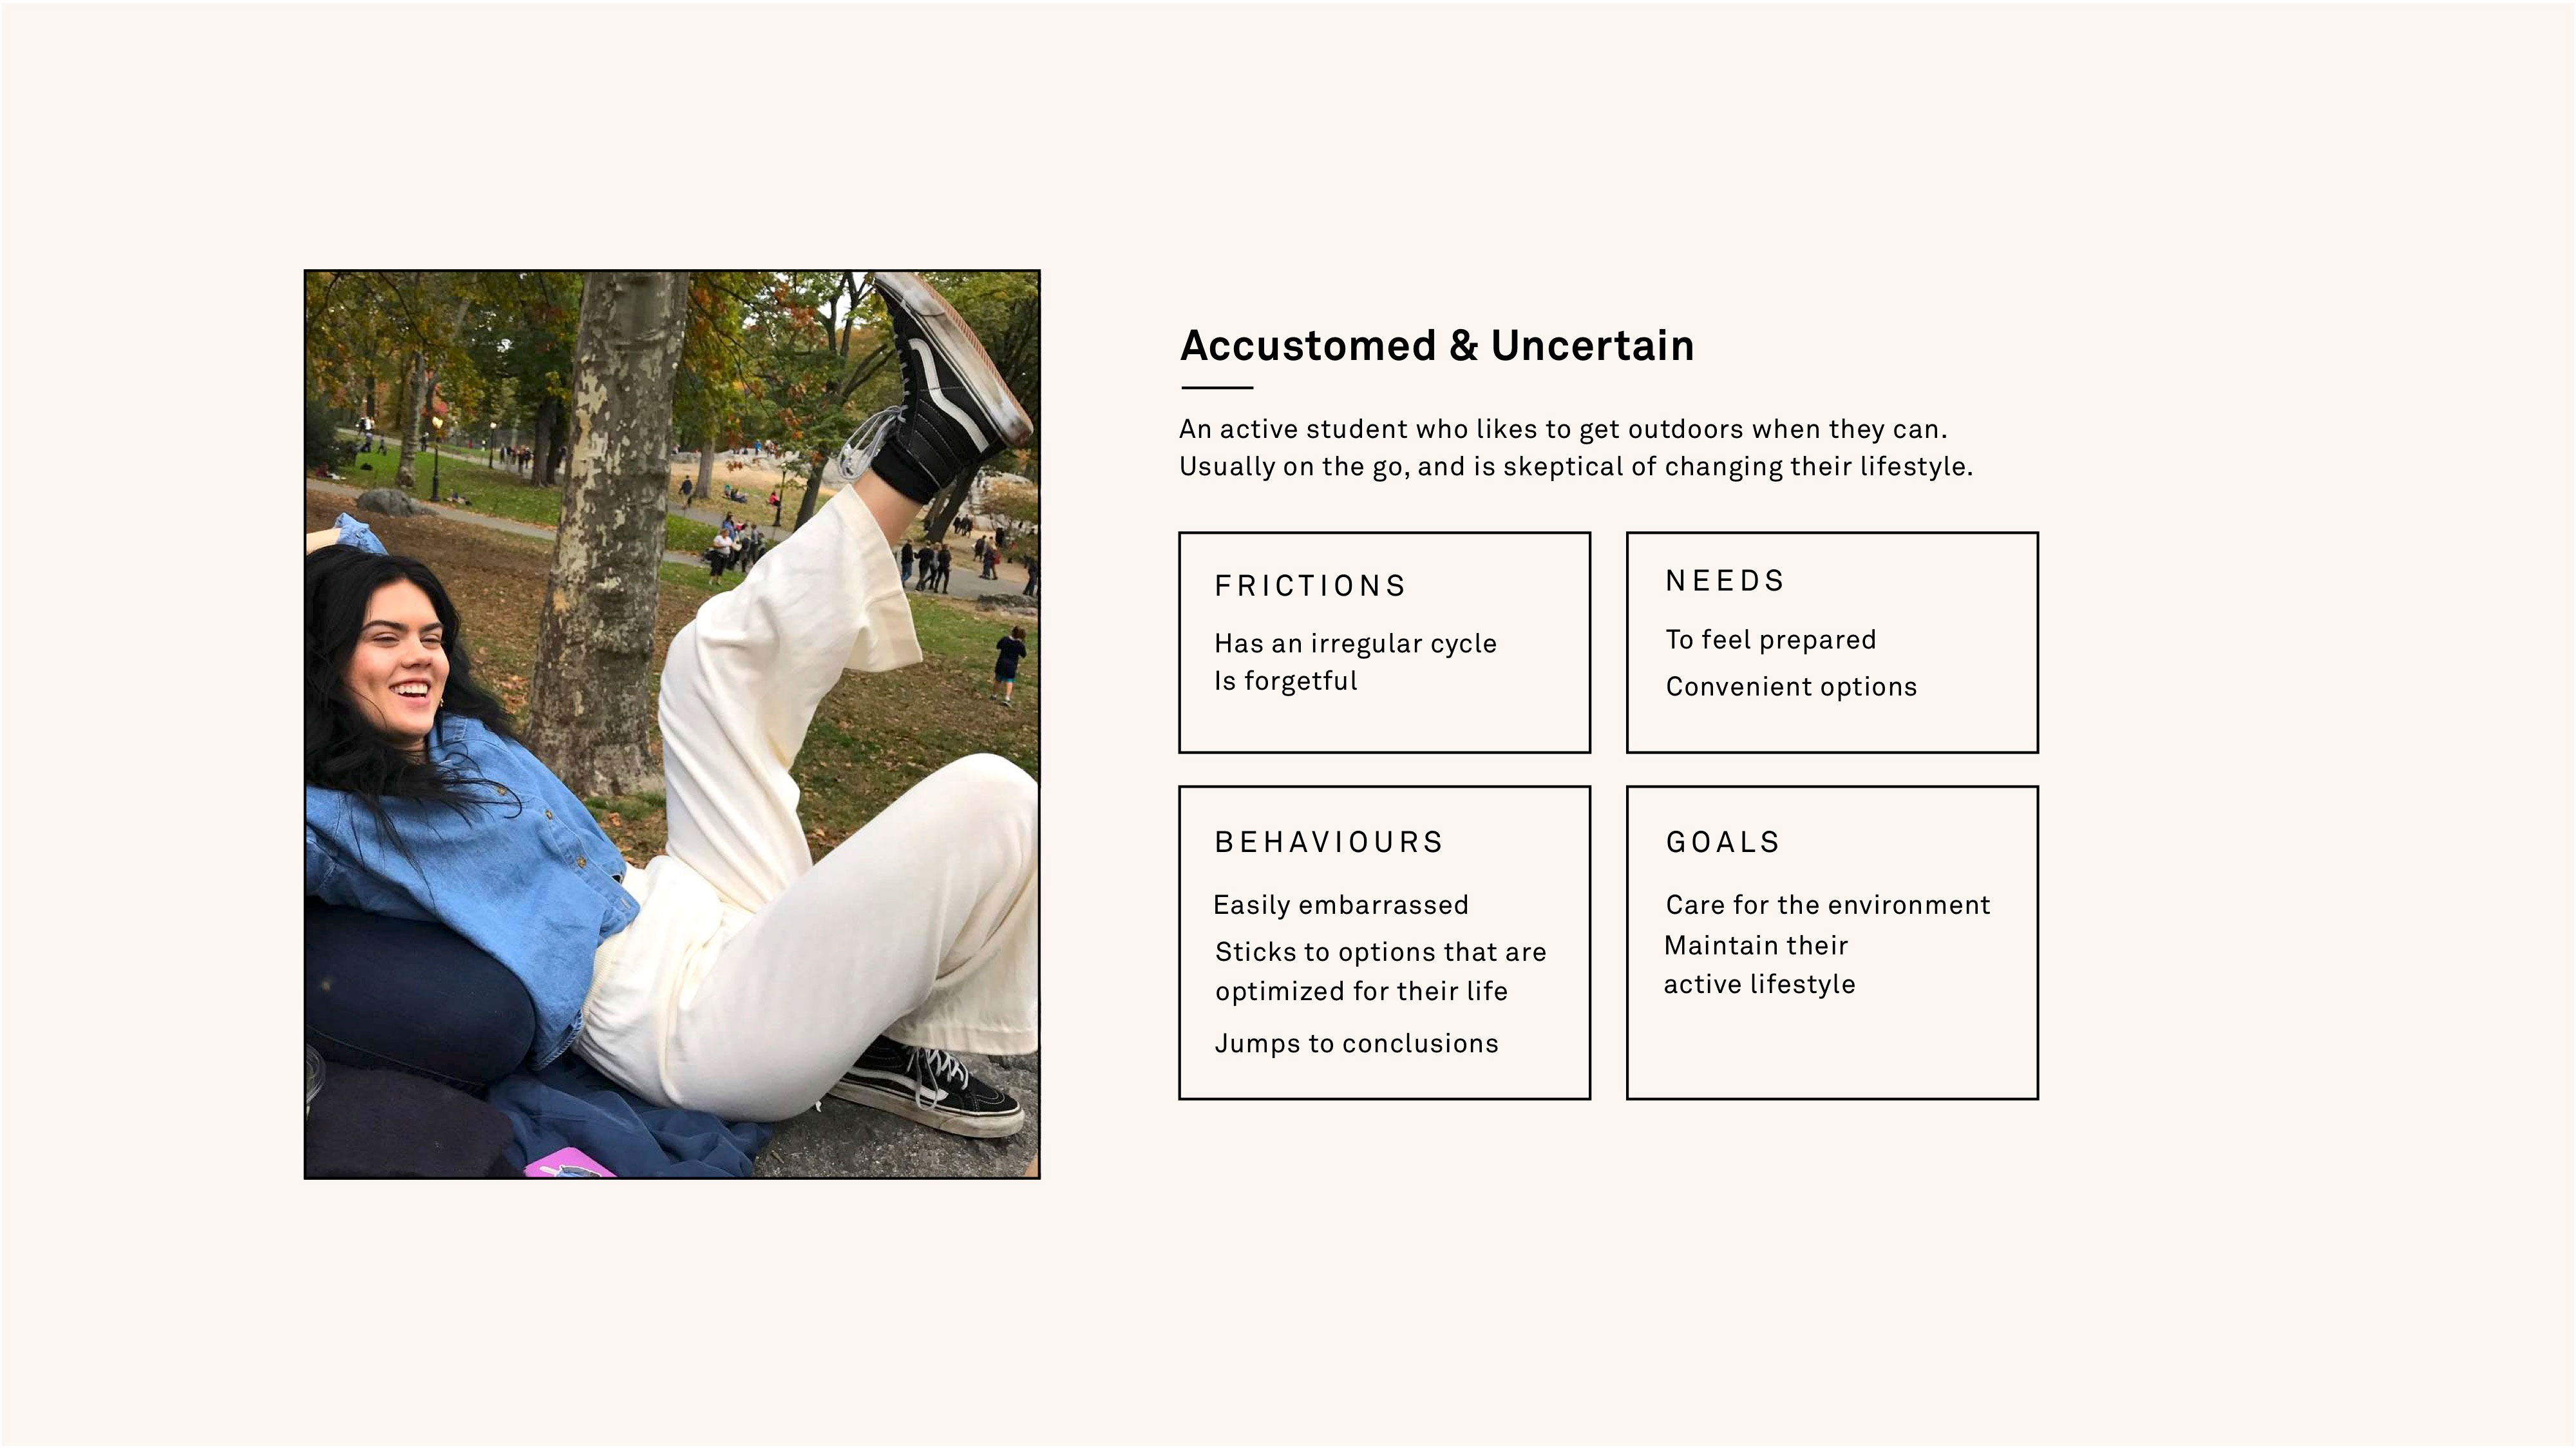 Accustomed & Uncertain
An active student who likes to get outdoors when they can.
Usually on the go, and is skeptical of changing their lifestyle.
FRICTIONS
Has an irregular cycle
Is forgetful
NEEDS
To feel prepared
Convenient options
BEHAVIOURS
Easily embarrassed
Sticks to options that are
optimized for their life
Jumps to conclusions
GOALS
Care for the environment
Maintain their
active lifestyle